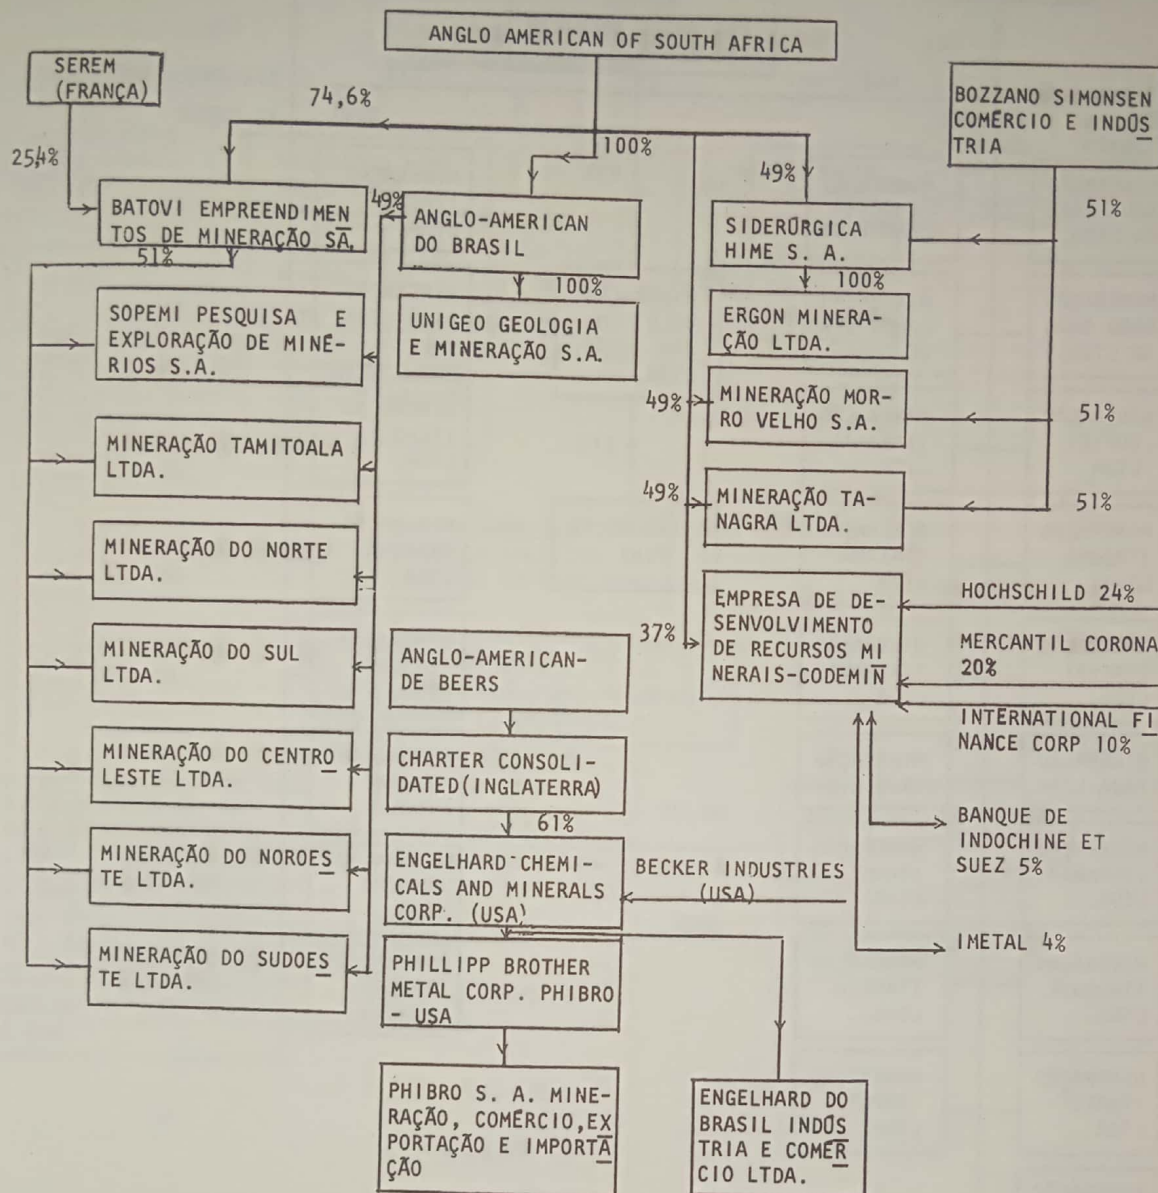 ANGLO AMERICAN OF SOUTH AFRICA
SEREM
(FRANÇA)
74,6%
BOZZANO SIMONSEN
COMÉRCIO E INDÚS
TRIA
25,4%
100%
49%
51%
BATOVI EMPREENDIMEN
TOS DE MINERAÇÃO SA.
51%
49%
ANGLO-AMERICAN
DO BRASIL
SIDERÚRGICA
HIME S. A.
100%
100%
SOPEMI PESQUISA E
EXPLORAÇÃO DE MINÉ-
RIOS S.A.
UNIGEO GEOLOGIA
E MINERAÇÃO S.A.
ERGON MINERA-
ÇÃO LTDA.
49%
MINERAÇÃO MOR-
RO VELHO S.A.
51%
MINERAÇÃO TAMITOALA
LTDA.
49%
MINERAÇÃO TA-
NAGRA LTDA.
51%
MINERAÇÃO DO NORTE
LTDA.
37%
EMPRESA DE DE-
SENVOLVIMENTO
DE RECURSOS MI
NERAIS-CODEMIN
HOCHSCHILD 24%
MERCANTIL CORONA
20%
INTERNATIONAL FI
NANCE CORP 10%
MINERAÇÃO DO SUL
LTDA.
ANGLO-AMERICAN-
DE BEERS
MINERAÇÃO DO CENTRO
LESTE LTDA.
CHARTER CONSOLI-
DATED(INGLATERRA)
61%
BANQUE DE
INDOCHINE ET
SUEZ 5%
MINERAÇÃO DO NOROES
TE LTDA.
ENGELHARD CHEMI-
CALS AND MINERALS
CORP. (USA)
BECKER INDUSTRIES
(USA)
IMETAL 4%
MINERAÇÃO DO SUDOES
TE LTDA.
PHILLIPP BROTHER
METAL CORP. PHIBRO
- USA
PHIBRO S. A. MINE-
RAÇÃO, COMÉRCIO,EX
PORTAÇÃO E IMPORTA
ÇÃO
ENGELHARD DO
BRASIL INDÚS
TRIA E COMÉR
CIO LTDA.